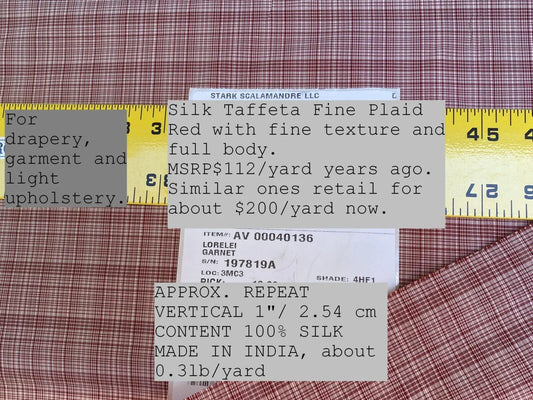 STARK SCALAMANDRE LLC
For
drapery,
garment and
light
upholstery.
3
Silk Taffeta Fine Plaid
Red with fine texture and
full body.
MSRP$112/yard years ago.
Similar ones retail for
about $200/yard now.
45
27
ITEM#: AV 00040136
LORELEI
GARNET
S/N: 197819A
LOC: 3MC3
SHADE: 4HF1
APPROX. REPEAT
VERTICAL 1"/ 2.54 cm
CONTENT 100% SILK
MADE IN INDIA, about
0.3lb/yard